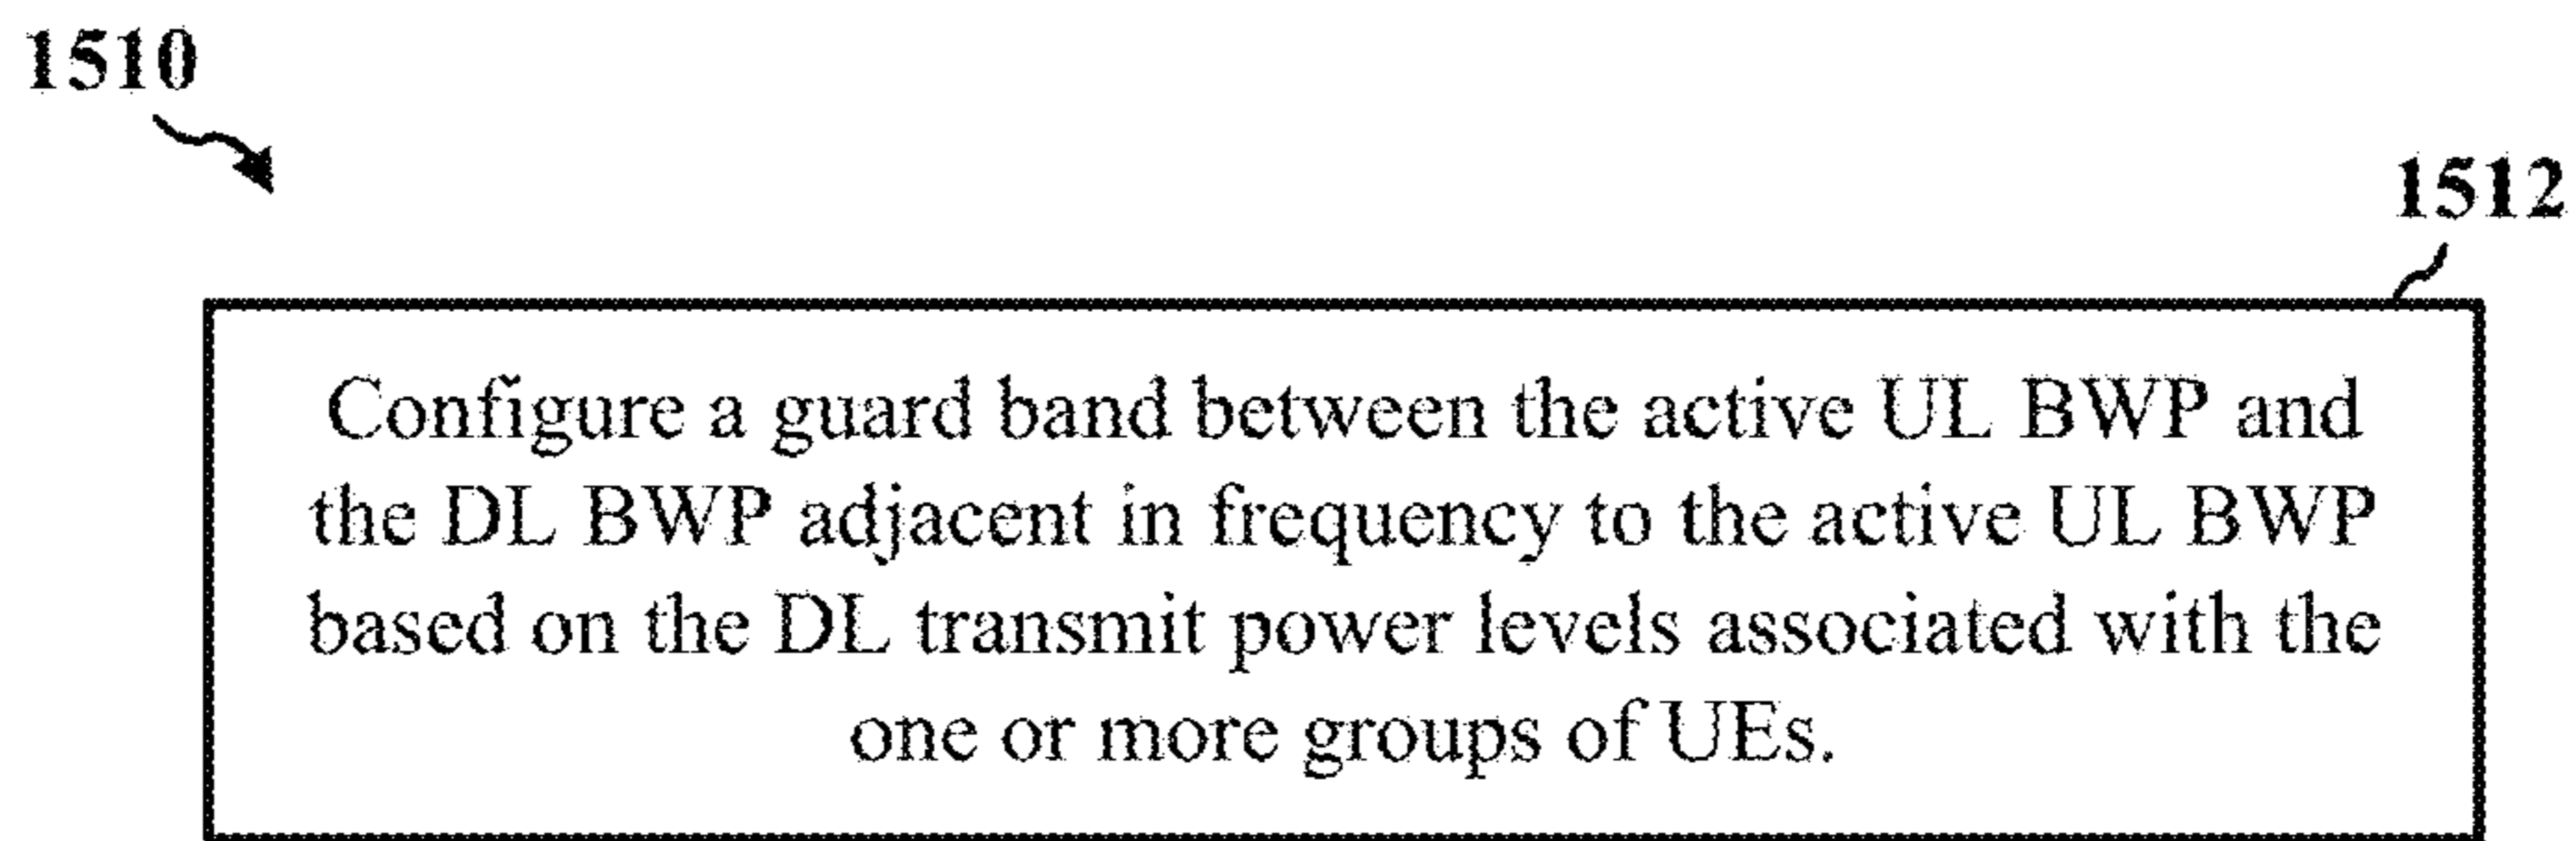 1510
1512
Configure a guard band between the active UL BWP and
the DL BWP adjacent in frequency to the active UL BWP
based on the DL transmit power levels associated with the
one or more groups of UEs.